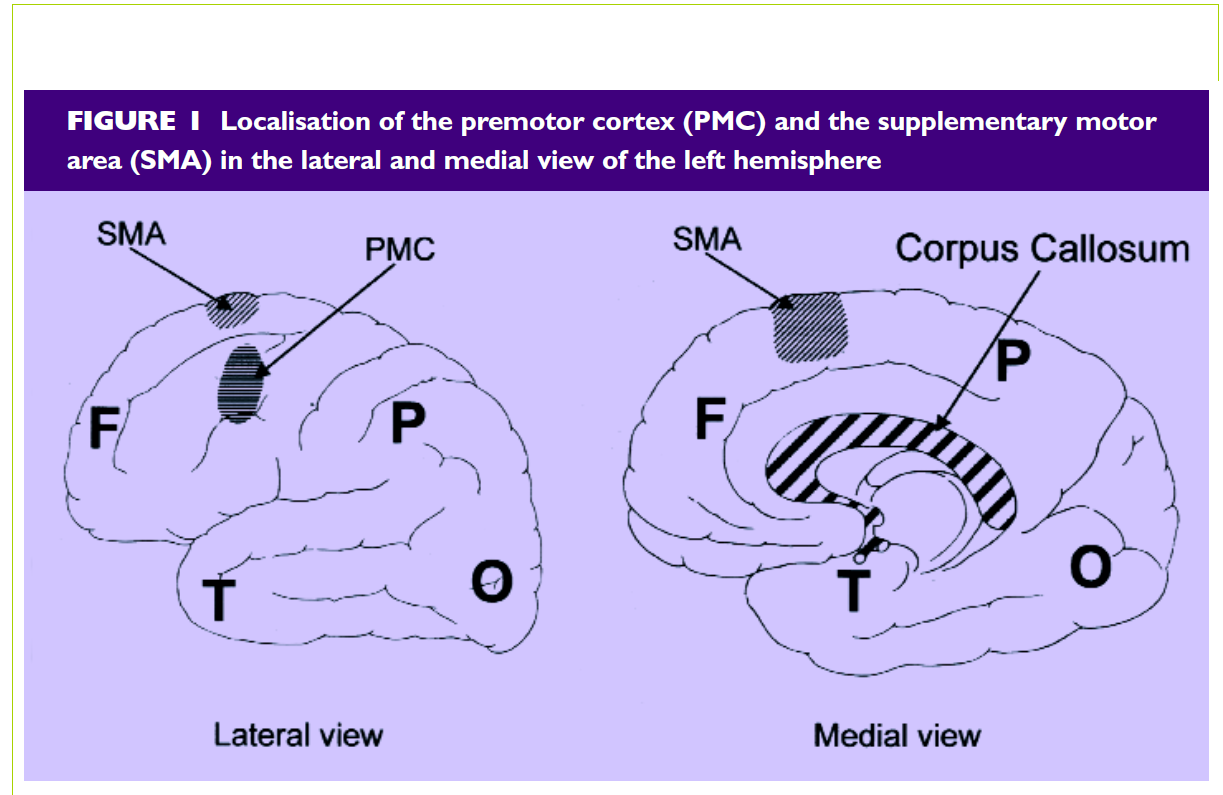 FIGURE 1 Localisation of the premotor cortex (PMC) and the supplementary motor
area (SMA) in the lateral and medial view of the left hemisphere
SMA
PMC
F
P
T
O
Lateral view
SMA
Corpus Callosum
P
F
T
O
Medial view